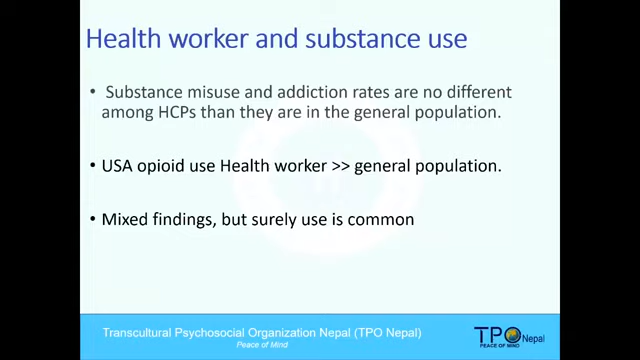 Health worker and substance use
• Substance misuse and addiction rates are no different
among HCPs than they are in the general population.
• USA opioid use Health worker >> general population.
• Mixed findings, but surely use is common
Transcultural Psychosocial Organization Nepal (TPO Nepal)
Peace of Mind
TPO Nepal
PEACE OF MIND